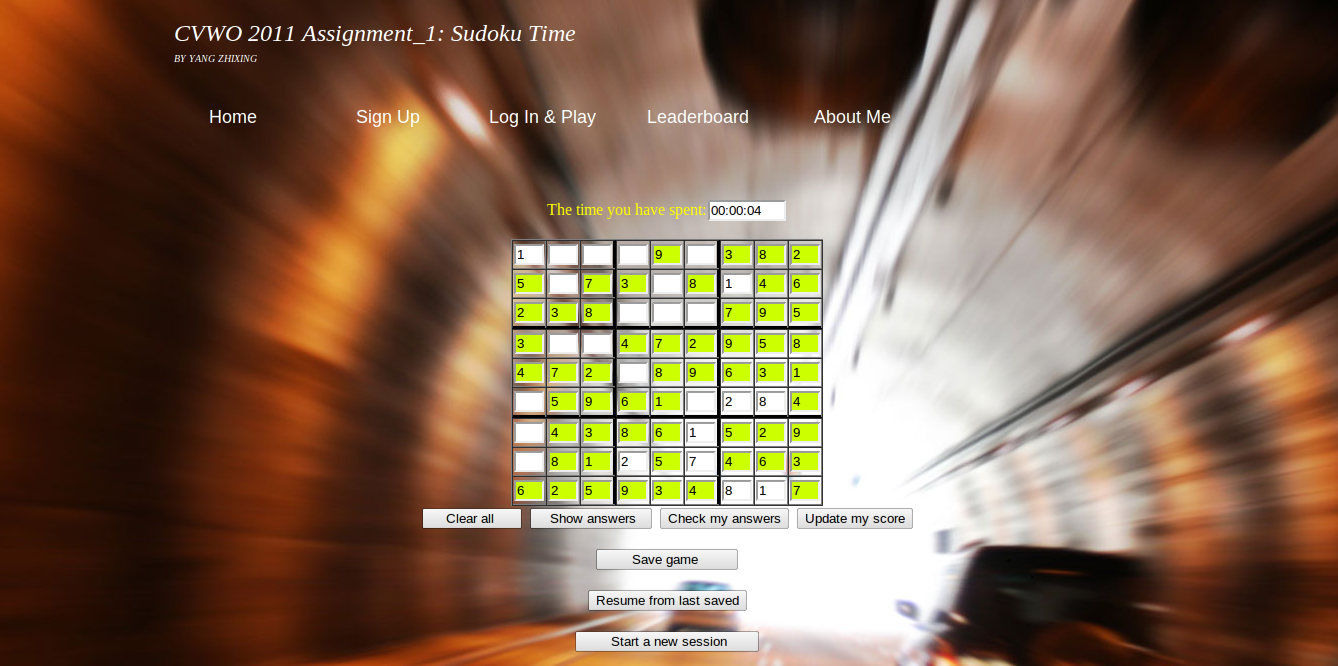 CVWO 2011 Assignment_1: Sudoku Time
BY YANG ZHIXING
Home Sign Up Log In & Play Leaderboard About Me
The time you have spent: 00:00:04
1 9 3 8 2
5 7 3 8 1 4 6
2 3 8 7 9 5
3 4 7 2 9 5 8
4 7 2 8 9 6 3 1
5 9 6 1 2 8 4
4 3 8 6 1 5 2 9
8 1 2 5 7 4 6 3
6 2 5 9 3 4 8 1 7
Clear all Show answers Check my answers Update my score
Save game
Resume from last saved
Start a new session